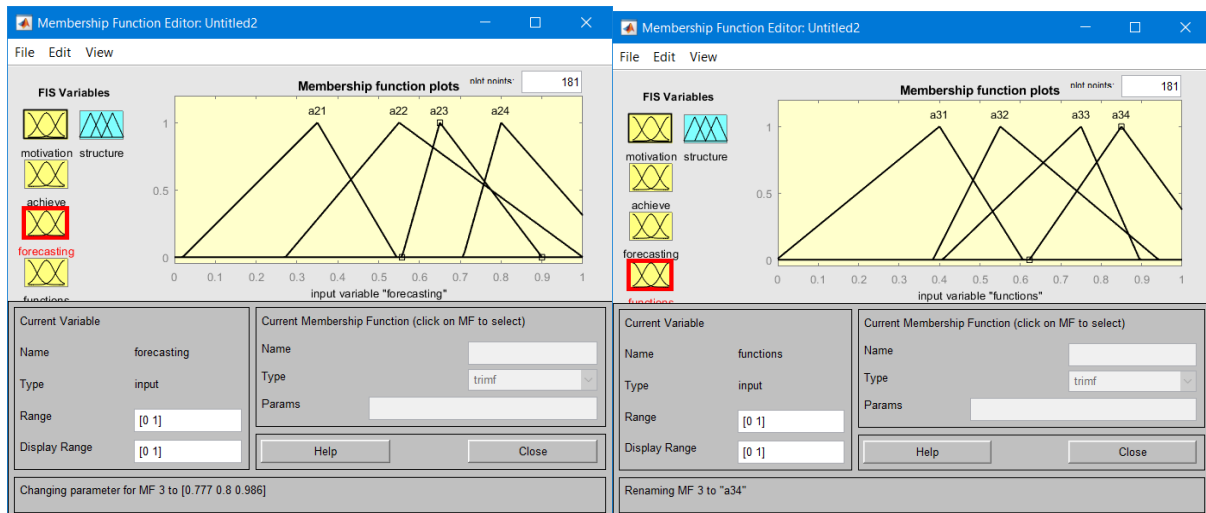 Membership Function Editor: Untitled2
File Edit View
FIS Variables
Membership function plots
plot points:
181
a21 a22 a23 a24
motivation structure
achieve
forecasting
functions
1
0.5
0
0 0.1 0.2 0.3 0.4 0.5 0.6 0.7 0.8 0.9 1
input variable "forecasting"
Current Variable
Name forecasting
Type input
Range [0 1]
Display Range [0 1]
Current Membership Function (click on MF to select)
Name
Type trimf
Params
Help Close
Changing parameter for MF 3 to [0.777 0.8 0.986]
Membership Function Editor: Untitled2
File Edit View
FIS Variables
Membership function plots
plot points:
181
a31 a32 a33 a34
motivation structure
achieve
forecasting
functions
1
0.5
0
0 0.1 0.2 0.3 0.4 0.5 0.6 0.7 0.8 0.9 1
input variable "functions"
Current Variable
Name functions
Type input
Range [0 1]
Display Range [0 1]
Current Membership Function (click on MF to select)
Name
Type trimf
Params
Help Close
Renaming MF 3 to "a34"